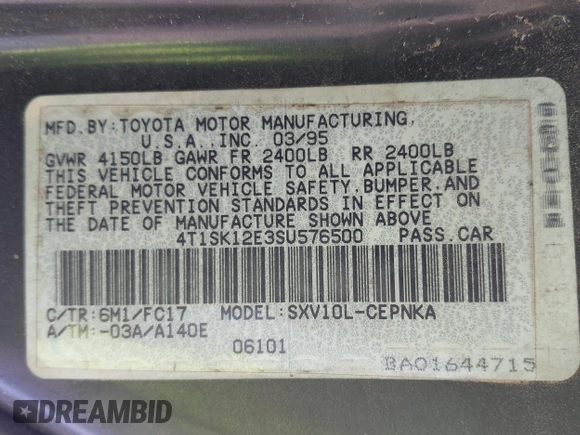 MFD.BY:TOYOTA MOTOR MANUFACTURING,
U.S.A.,INC. 03/95
GVWR 4150LB GAWR FR 2400LB RR 2400LB
THIS VEHICLE CONFORMS TO ALL APPLICABLE
FEDERAL MOTOR VEHICLE SAFETY,BUMPER,AND
THEFT PREVENTION STANDARDS IN EFFECT ON
THE DATE OF MANUFACTURE SHOWN ABOVE
4T1SK12E3SU576500 PASS.CAR
C/TR:6M1/FC17 MODEL:SXV10L-CEPNKA
A/TM:-03A/A140E
06101
BA01644715
DREAMBID